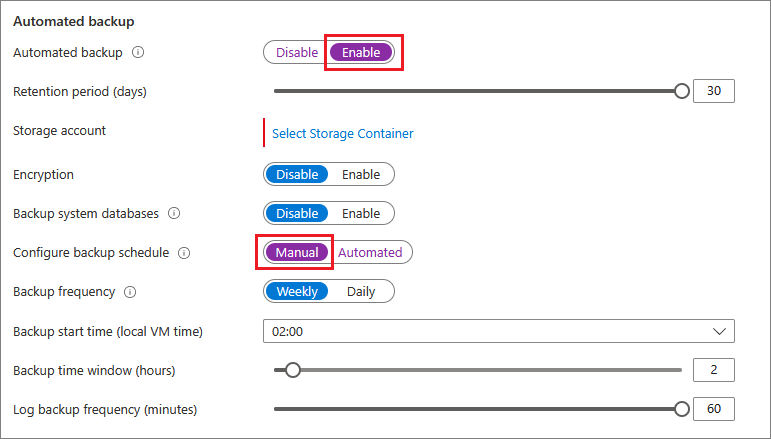 Automated backup
Automated backup Disable Enable
Retention period (days) 30
Storage account Select Storage Container
Encryption Disable Enable
Backup system databases Disable Enable
Configure backup schedule Manual Automated
Backup frequency Weekly Daily
Backup start time (local VM time) 02:00
Backup time window (hours) 2
Log backup frequency (minutes) 60